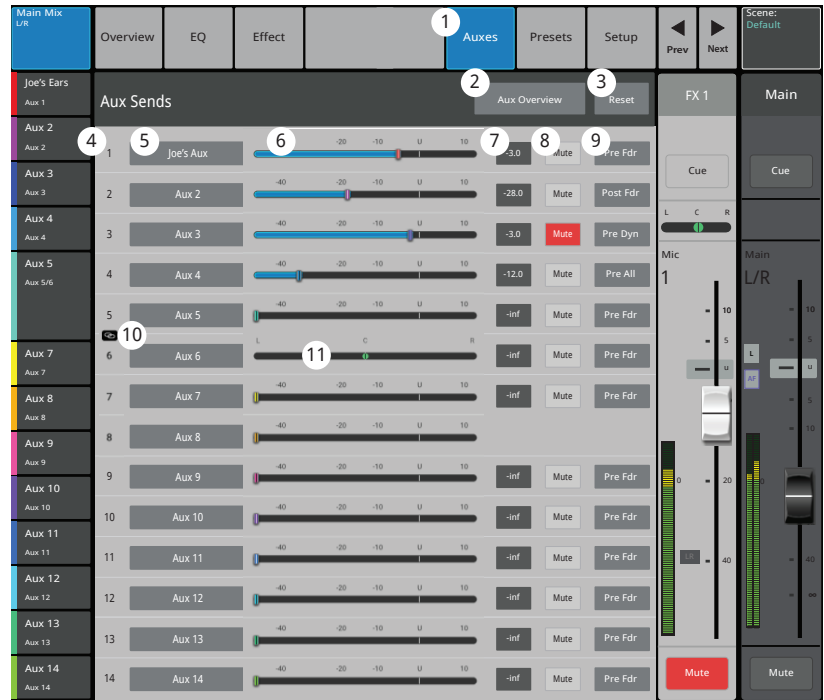 Main Mix
L/R
Overview EQ Effect 1 Auxes Presets Setup Prev Next
Scene:
Default
Joe's Ears
Aux 1
Aux 2
Aux 2
Aux 3
Aux 3
Aux 4
Aux 4
Aux 5
Aux 5/6
Aux 7
Aux 7
Aux 8
Aux 8
Aux 9
Aux 9
Aux 10
Aux 10
Aux 11
Aux 11
Aux 12
Aux 12
Aux 13
Aux 13
Aux 14
Aux 14
Aux Sends 2 Aux Overview 3 Reset
4 1 5 Joe's Aux 6 -20 -10 U 10 7 -3.0 8 Mute 9 Pre Fdr
2 Aux 2 -40 -20 -10 U 10 -28.0 Mute Post Fdr
3 Aux 3 -40 -20 -10 U 10 -3.0 Mute Pre Dyn
4 Aux 4 -40 -20 -10 U 10 -12.0 Mute Pre All
5 Aux 5 -40 -20 -10 U 10 -inf Mute Pre Fdr
10
6 Aux 6 L 11 C R -inf Mute Pre Fdr
7 Aux 7 -40 -20 -10 U 10 -inf Mute Pre Fdr
8 Aux 8 -40 -20 -10 U 10
9 Aux 9 -40 -20 -10 U 10 -inf Mute Pre Fdr
10 Aux 10 -40 -20 -10 U 10 -inf Mute Pre Fdr
11 Aux 11 -40 -20 -10 U 10 -inf Mute Pre Fdr
12 Aux 12 -40 -20 -10 U 10 -inf Mute Pre Fdr
13 Aux 13 -40 -20 -10 U 10 -inf Mute Pre Fdr
14 Aux 14 -40 -20 -10 U 10 -inf Mute Pre Fdr
FX 1
Cue
L C R
Mic
1
10
5
U
0 20
LR 40
Mute
Main
Cue
Main
L/R
10
5
L U
AF
5
10
0
40
∞
Mute